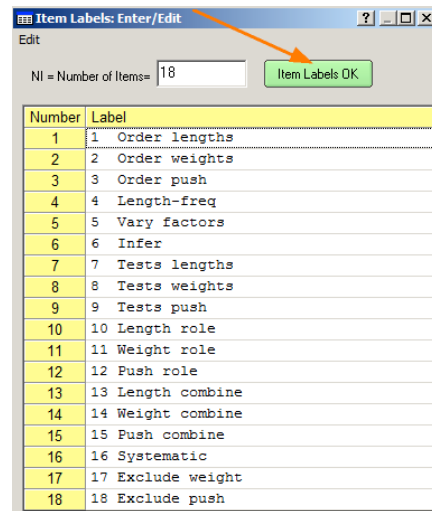 Item Labels: Enter/Edit
Edit
NI = Number of Items= 18 Item Labels OK
Number Label
1 1 Order lengths
2 2 Order weights
3 3 Order push
4 4 Length-freq
5 5 Vary factors
6 6 Infer
7 7 Tests lengths
8 8 Tests weights
9 9 Tests push
10 10 Length role
11 11 Weight role
12 12 Push role
13 13 Length combine
14 14 Weight combine
15 15 Push combine
16 16 Systematic
17 17 Exclude weight
18 18 Exclude push